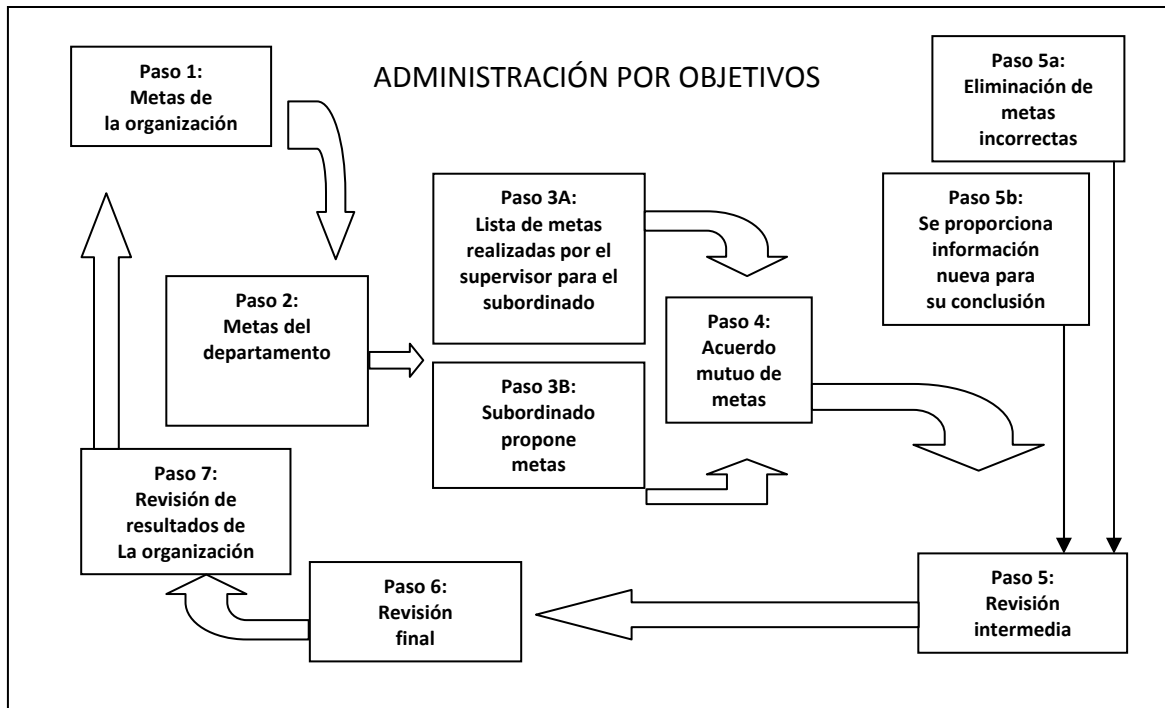 ADMINISTRACIÓN POR OBJETIVOS
Paso 1:
Metas de
la organización
Paso 2:
Metas del
departamento
Paso 3A:
Lista de metas
realizadas por el
supervisor para el
subordinado
Paso 3B:
Subordinado
propone
metas
Paso 4:
Acuerdo
mutuo de
metas
Paso 5a:
Eliminación de
metas
incorrectas
Paso 5b:
Se proporciona
información
nueva para
su conclusión
Paso 5:
Revisión
intermedia
Paso 6:
Revisión
final
Paso 7:
Revisión de
resultados de
La organización